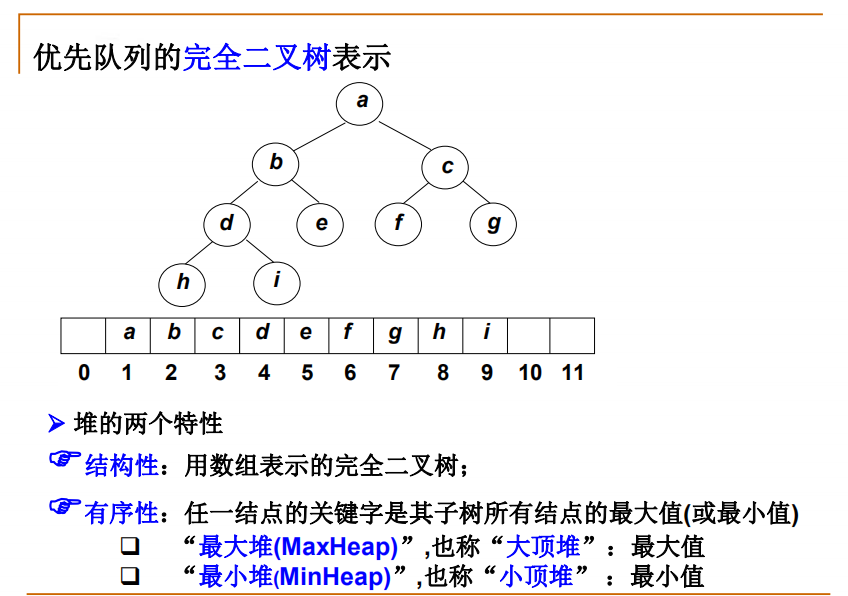 优先队列的完全二叉树表示
a
b c
d e f g
h i
a b c d e f g h i
0 1 2 3 4 5 6 7 8 9 10 11
堆的两个特性
结构性：用数组表示的完全二叉树；
有序性：任一结点的关键字是其子树所有结点的最大值(或最小值)
“最大堆(MaxHeap)”,也称“大顶堆”：最大值
“最小堆(MinHeap)”,也称“小顶堆” ：最小值